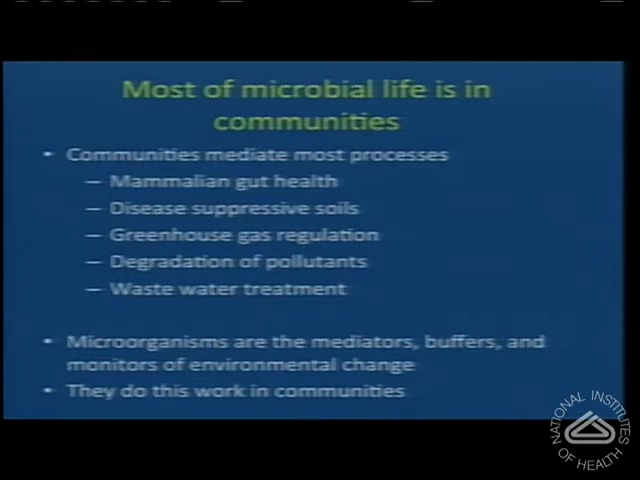 Most of microbial life is in
communities
• Communities mediate most processes
– Mammalian gut health
– Disease suppressive soils
– Greenhouse gas regulation
– Degradation of pollutants
– Waste water treatment
• Microorganisms are the mediators, buffers, and
monitors of environmental change
• They do this work in communities
NATIONAL INSTITUTES
OF HEALTH